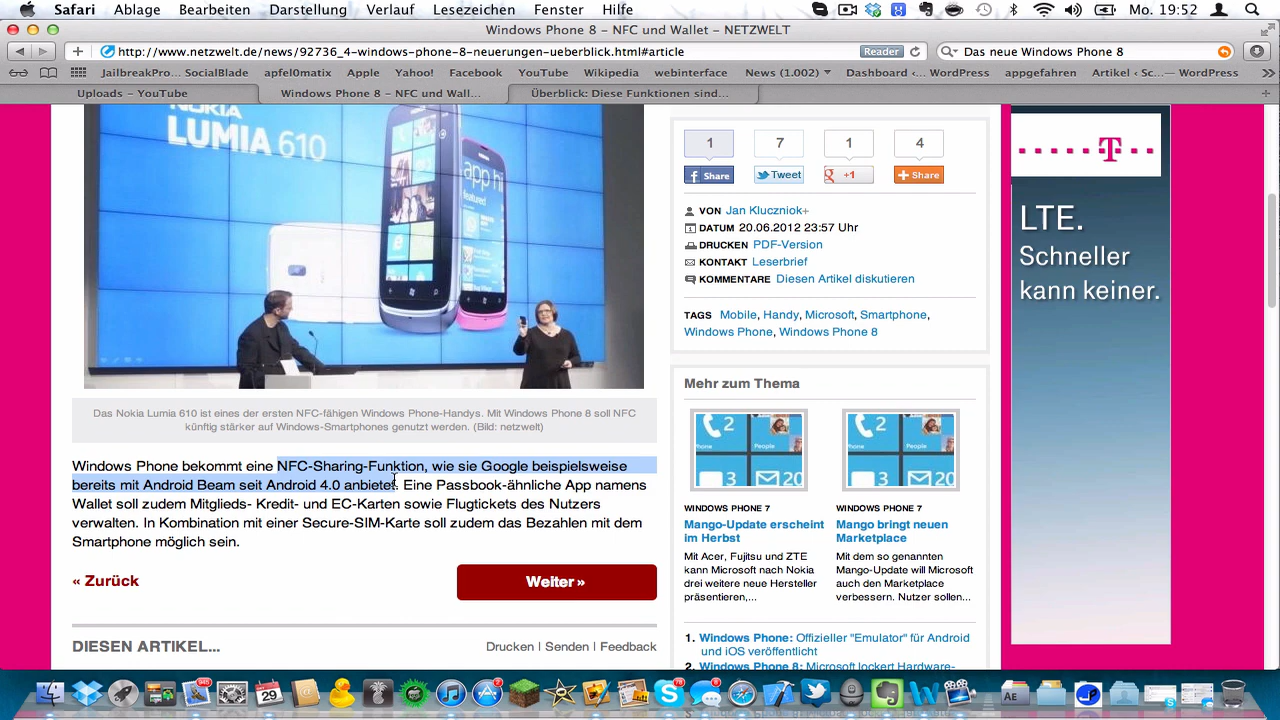 Safari Ablage Bearbeiten Darstellung Verlauf Lesezeichen Fenster Hilfe Mo. 19:52
Windows Phone 8 – NFC und Wallet – NETZWELT
http://www.netzwelt.de/news/92736_4-windows-phone-8-neuerungen-ueberblick.html#article Reader Das neue Windows Phone 8
JailbreakPro... SocialBlade apfel0matix Apple Yahoo! Facebook YouTube Wikipedia webinterface News (1.002) Dashboard ‹... WordPress appgefahren Artikel ‹ Sc... — WordPress
Uploads – YouTube Windows Phone 8 – NFC und Wall... Überblick: Diese Funktionen sind...
NOKIA
LUMIA 610
Das Nokia Lumia 610 ist eines der ersten NFC-fähigen Windows Phone-Handys. Mit Windows Phone 8 soll NFC
künftig stärker auf Windows-Smartphones genutzt werden. (Bild: netzwelt)
Windows Phone bekommt eine NFC-Sharing-Funktion, wie sie Google beispielsweise
bereits mit Android Beam seit Android 4.0 anbietet. Eine Passbook-ähnliche App namens
Wallet soll zudem Mitglieds- Kredit- und EC-Karten sowie Flugtickets des Nutzers
verwalten. In Kombination mit einer Secure-SIM-Karte soll zudem das Bezahlen mit dem
Smartphone möglich sein.
« Zurück Weiter »
DIESEN ARTIKEL... Drucken | Senden | Feedback
1 7 1 4
Share Tweet +1 Share
VON Jan Kluczniok+
DATUM 20.06.2012 23:57 Uhr
DRUCKEN PDF-Version
KONTAKT Leserbrief
KOMMENTARE Diesen Artikel diskutieren
TAGS Mobile, Handy, Microsoft, Smartphone,
Windows Phone, Windows Phone 8
Mehr zum Thema
WINDOWS PHONE 7
Mango-Update erscheint
im Herbst
Mit Acer, Fujitsu und ZTE
kann Microsoft nach Nokia
drei weitere neue Hersteller
präsentieren,...
WINDOWS PHONE 7
Mango bringt neuen
Marketplace
Mit dem so genannten
Mango-Update will Microsoft
auch den Marketplace
verbessern. Nutzer sollen...
1. Windows Phone: Offizieller "Emulator" für Android
und iOS veröffentlicht
2. Windows Phone 8: Microsoft lockert Hardware-
T
LTE.
Schneller
kann keiner.